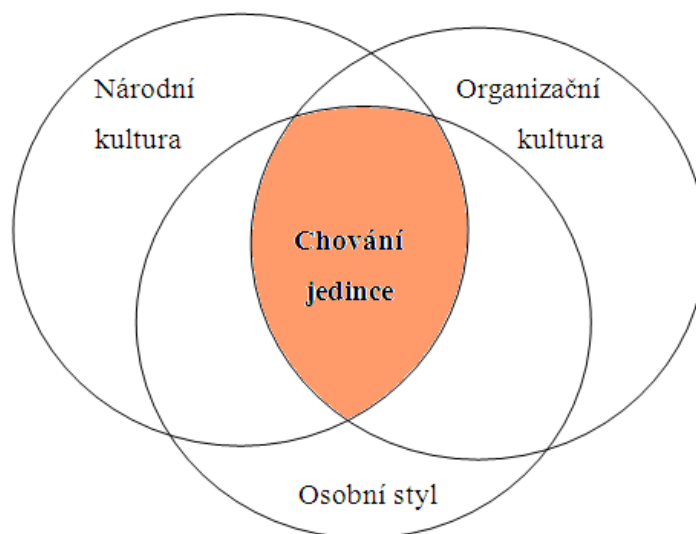 Národní
kultura
Organizační
kultura
Chování
jedince
Osobní styl